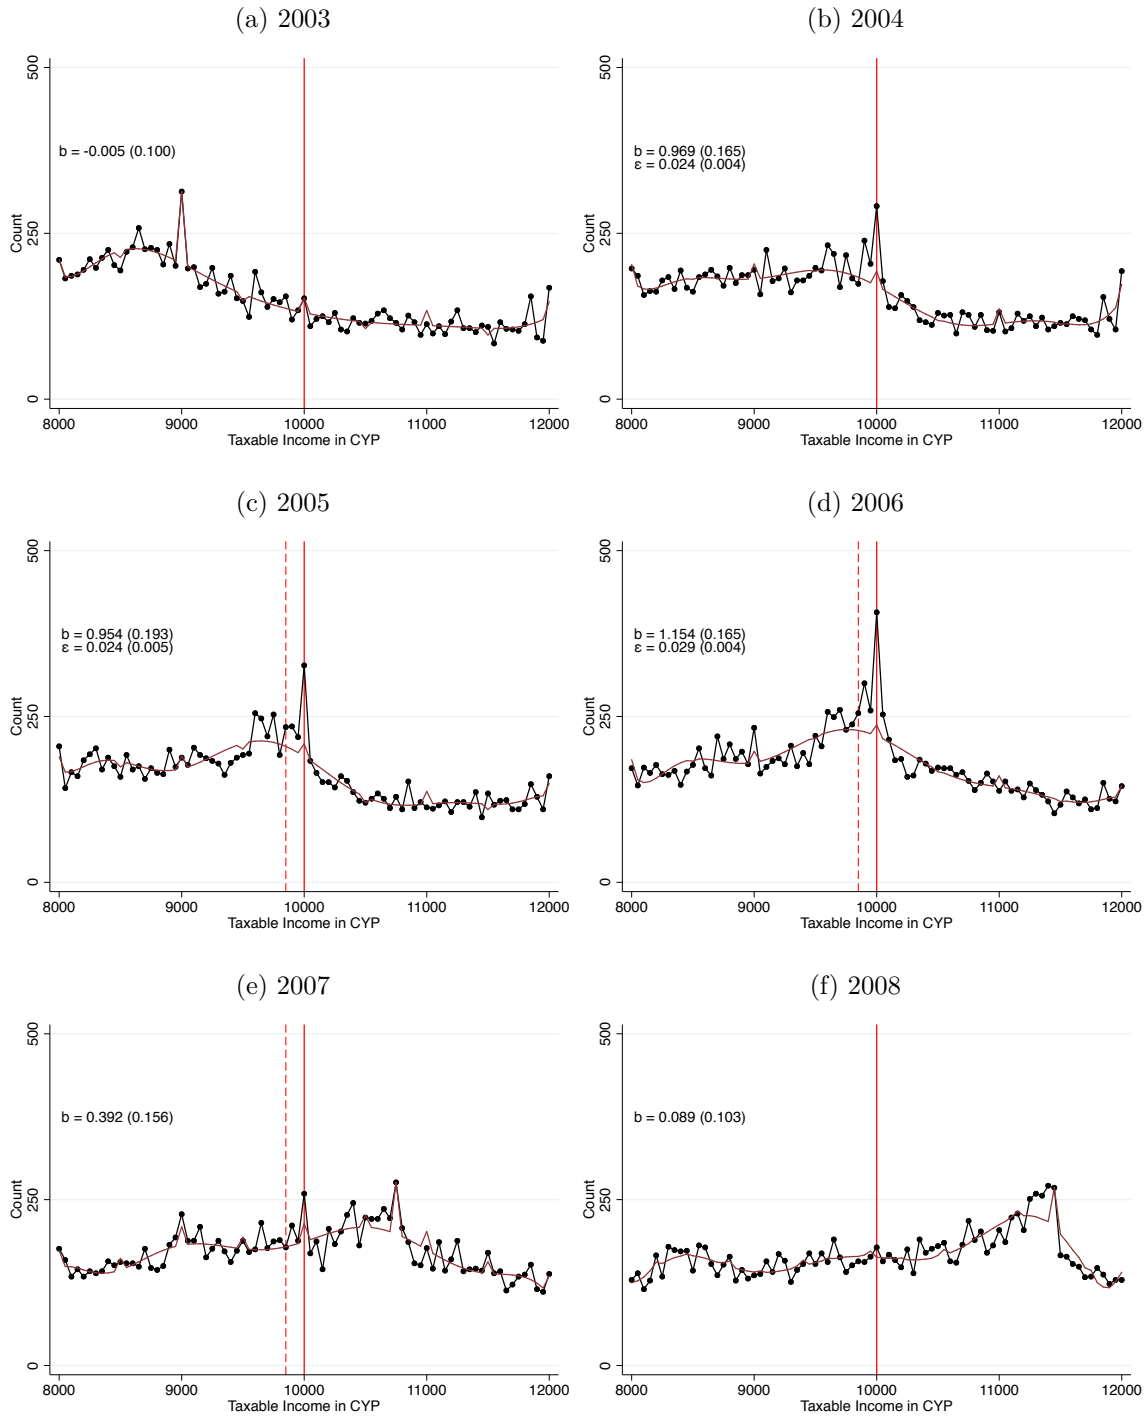 (a) 2003
500
250
0
Count
b = -0.005 (0.100)
8000 9000 10000 11000 12000
Taxable Income in CYP
(b) 2004
500
250
0
Count
b = 0.969 (0.165)
ε = 0.024 (0.004)
8000 9000 10000 11000 12000
Taxable Income in CYP
(c) 2005
500
250
0
Count
b = 0.954 (0.193)
ε = 0.024 (0.005)
8000 9000 10000 11000 12000
Taxable Income in CYP
(d) 2006
500
250
0
Count
b = 1.154 (0.165)
ε = 0.029 (0.004)
8000 9000 10000 11000 12000
Taxable Income in CYP
(e) 2007
500
250
0
Count
b = 0.392 (0.156)
8000 9000 10000 11000 12000
Taxable Income in CYP
(f) 2008
500
250
0
Count
b = 0.089 (0.103)
8000 9000 10000 11000 12000
Taxable Income in CYP